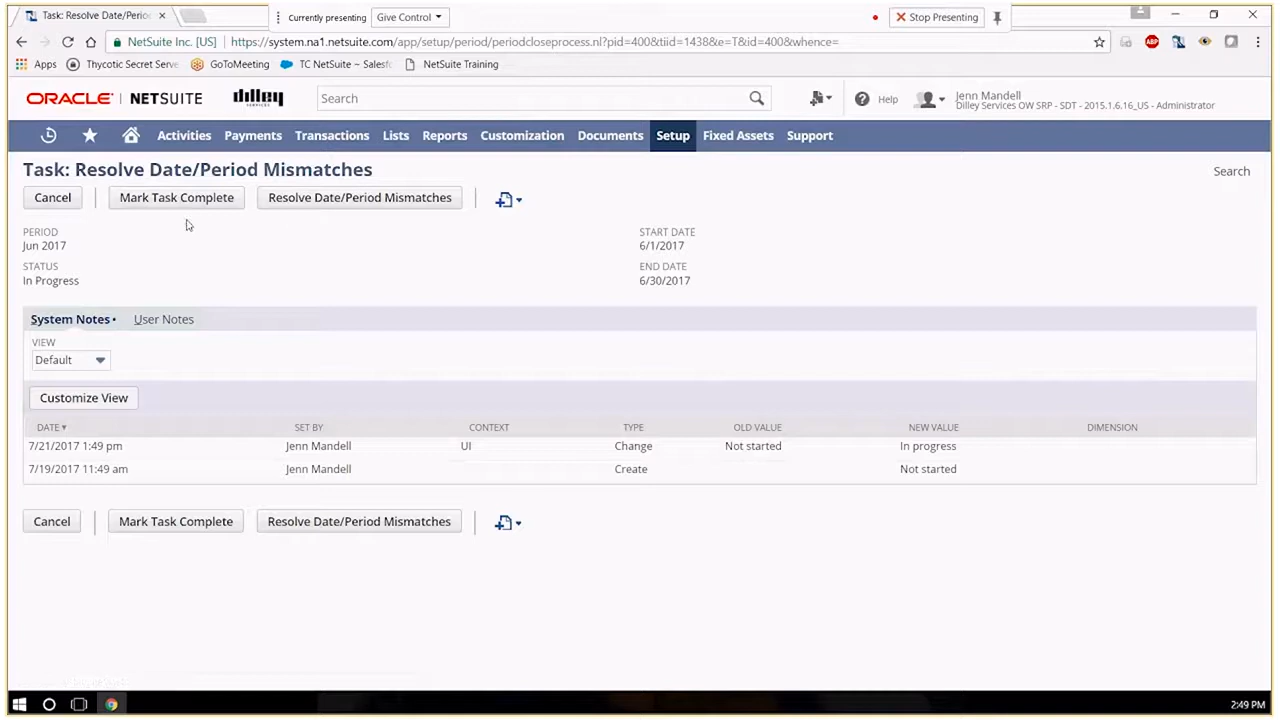 Task: Resolve Date/Perio
Currently presenting
Give Control
Stop Presenting
NetSuite Inc. [US]
https://system.na1.netsuite.com/app/setup/period/periodcloseprocess.nl?pid=400&tiid=1438&e=T&id=400&whence=
ABP
Apps
Thycotic Secret Serve
GoToMeeting
TC NetSuite ~ Salesfo
NetSuite Training
ORACLE | NETSUITE
dilley
SERVICES
Search
Help
Jenn Mandell
Dilley Services OW SRP - SDT - 2015.1.6.16_US - Administrator
Activities
Payments
Transactions
Lists
Reports
Customization
Documents
Setup
Fixed Assets
Support
Task: Resolve Date/Period Mismatches
Search
Cancel
Mark Task Complete
Resolve Date/Period Mismatches
PERIOD
Jun 2017
START DATE
6/1/2017
STATUS
In Progress
END DATE
6/30/2017
System Notes •
User Notes
VIEW
Default
Customize View
DATE SET BY CONTEXT TYPE OLD VALUE NEW VALUE DIMENSION
7/21/2017 1:49 pm Jenn Mandell UI Change Not started In progress
7/19/2017 11:49 am Jenn Mandell Create Not started
Cancel
Mark Task Complete
Resolve Date/Period Mismatches
2:49 PM